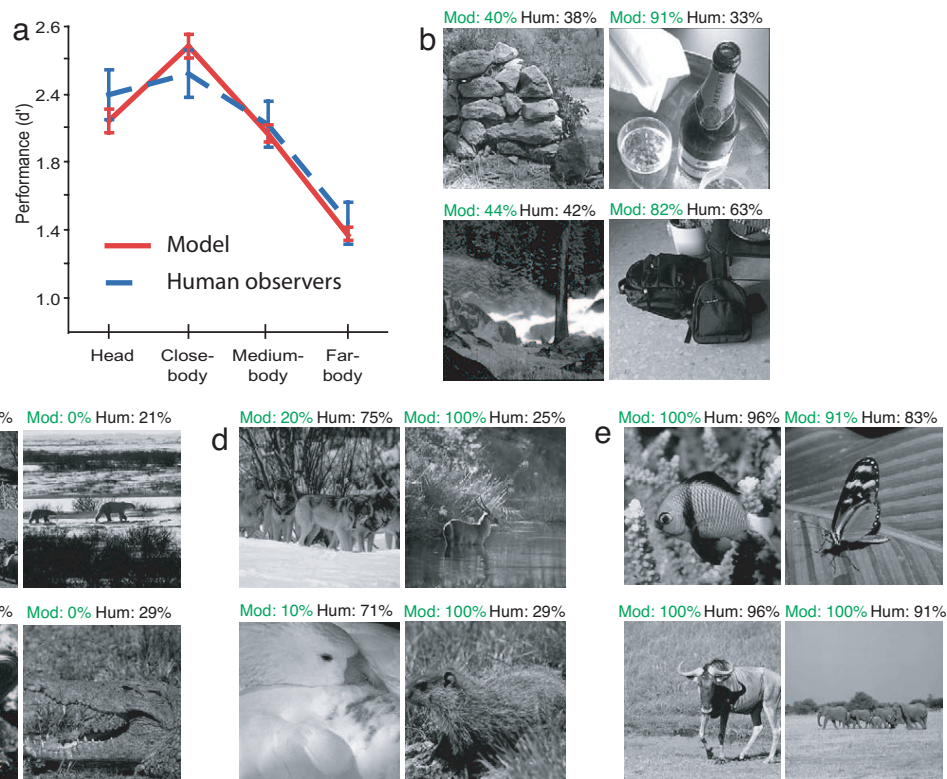 a
2.6
2.4
1.8
1.4
1.0
Performance (d')
Model
Human observers
Head
Close-
body
Medium-
body
Far-
body
b
Mod: 40% Hum: 38%
Mod: 91% Hum: 33%
Mod: 44% Hum: 42%
Mod: 82% Hum: 63%
%
Mod: 0% Hum: 21%
%
Mod: 0% Hum: 29%
d
Mod: 20% Hum: 75%
Mod: 100% Hum: 25%
Mod: 10% Hum: 71%
Mod: 100% Hum: 29%
e
Mod: 100% Hum: 96%
Mod: 91% Hum: 83%
Mod: 100% Hum: 96%
Mod: 100% Hum: 91%